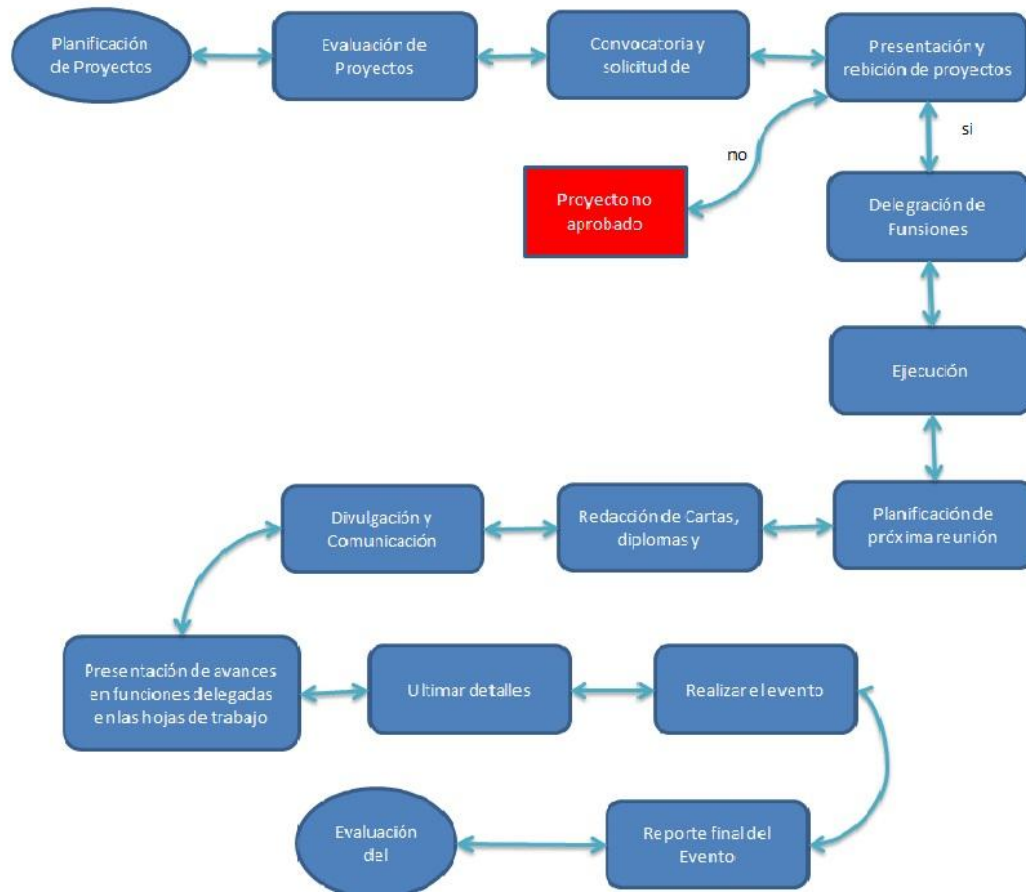 Planificación
de Proyectos
Evaluación de
Proyectos
Convocatoria y
solicitud de
Presentación y
rebición de proyectos
si
no
Proyecto no
aprobado
Delegración de
Funsiones
Ejecución
Planificación de
próxima reunión
Redacción de Cartas,
diplomas y
Divulgación y
Comunicación
Presentación de avances
en funciones delegadas
en las hojas de trabajo
Ultimar detalles
Realizar el evento
Reporte final del
Evento
Evaluación
del